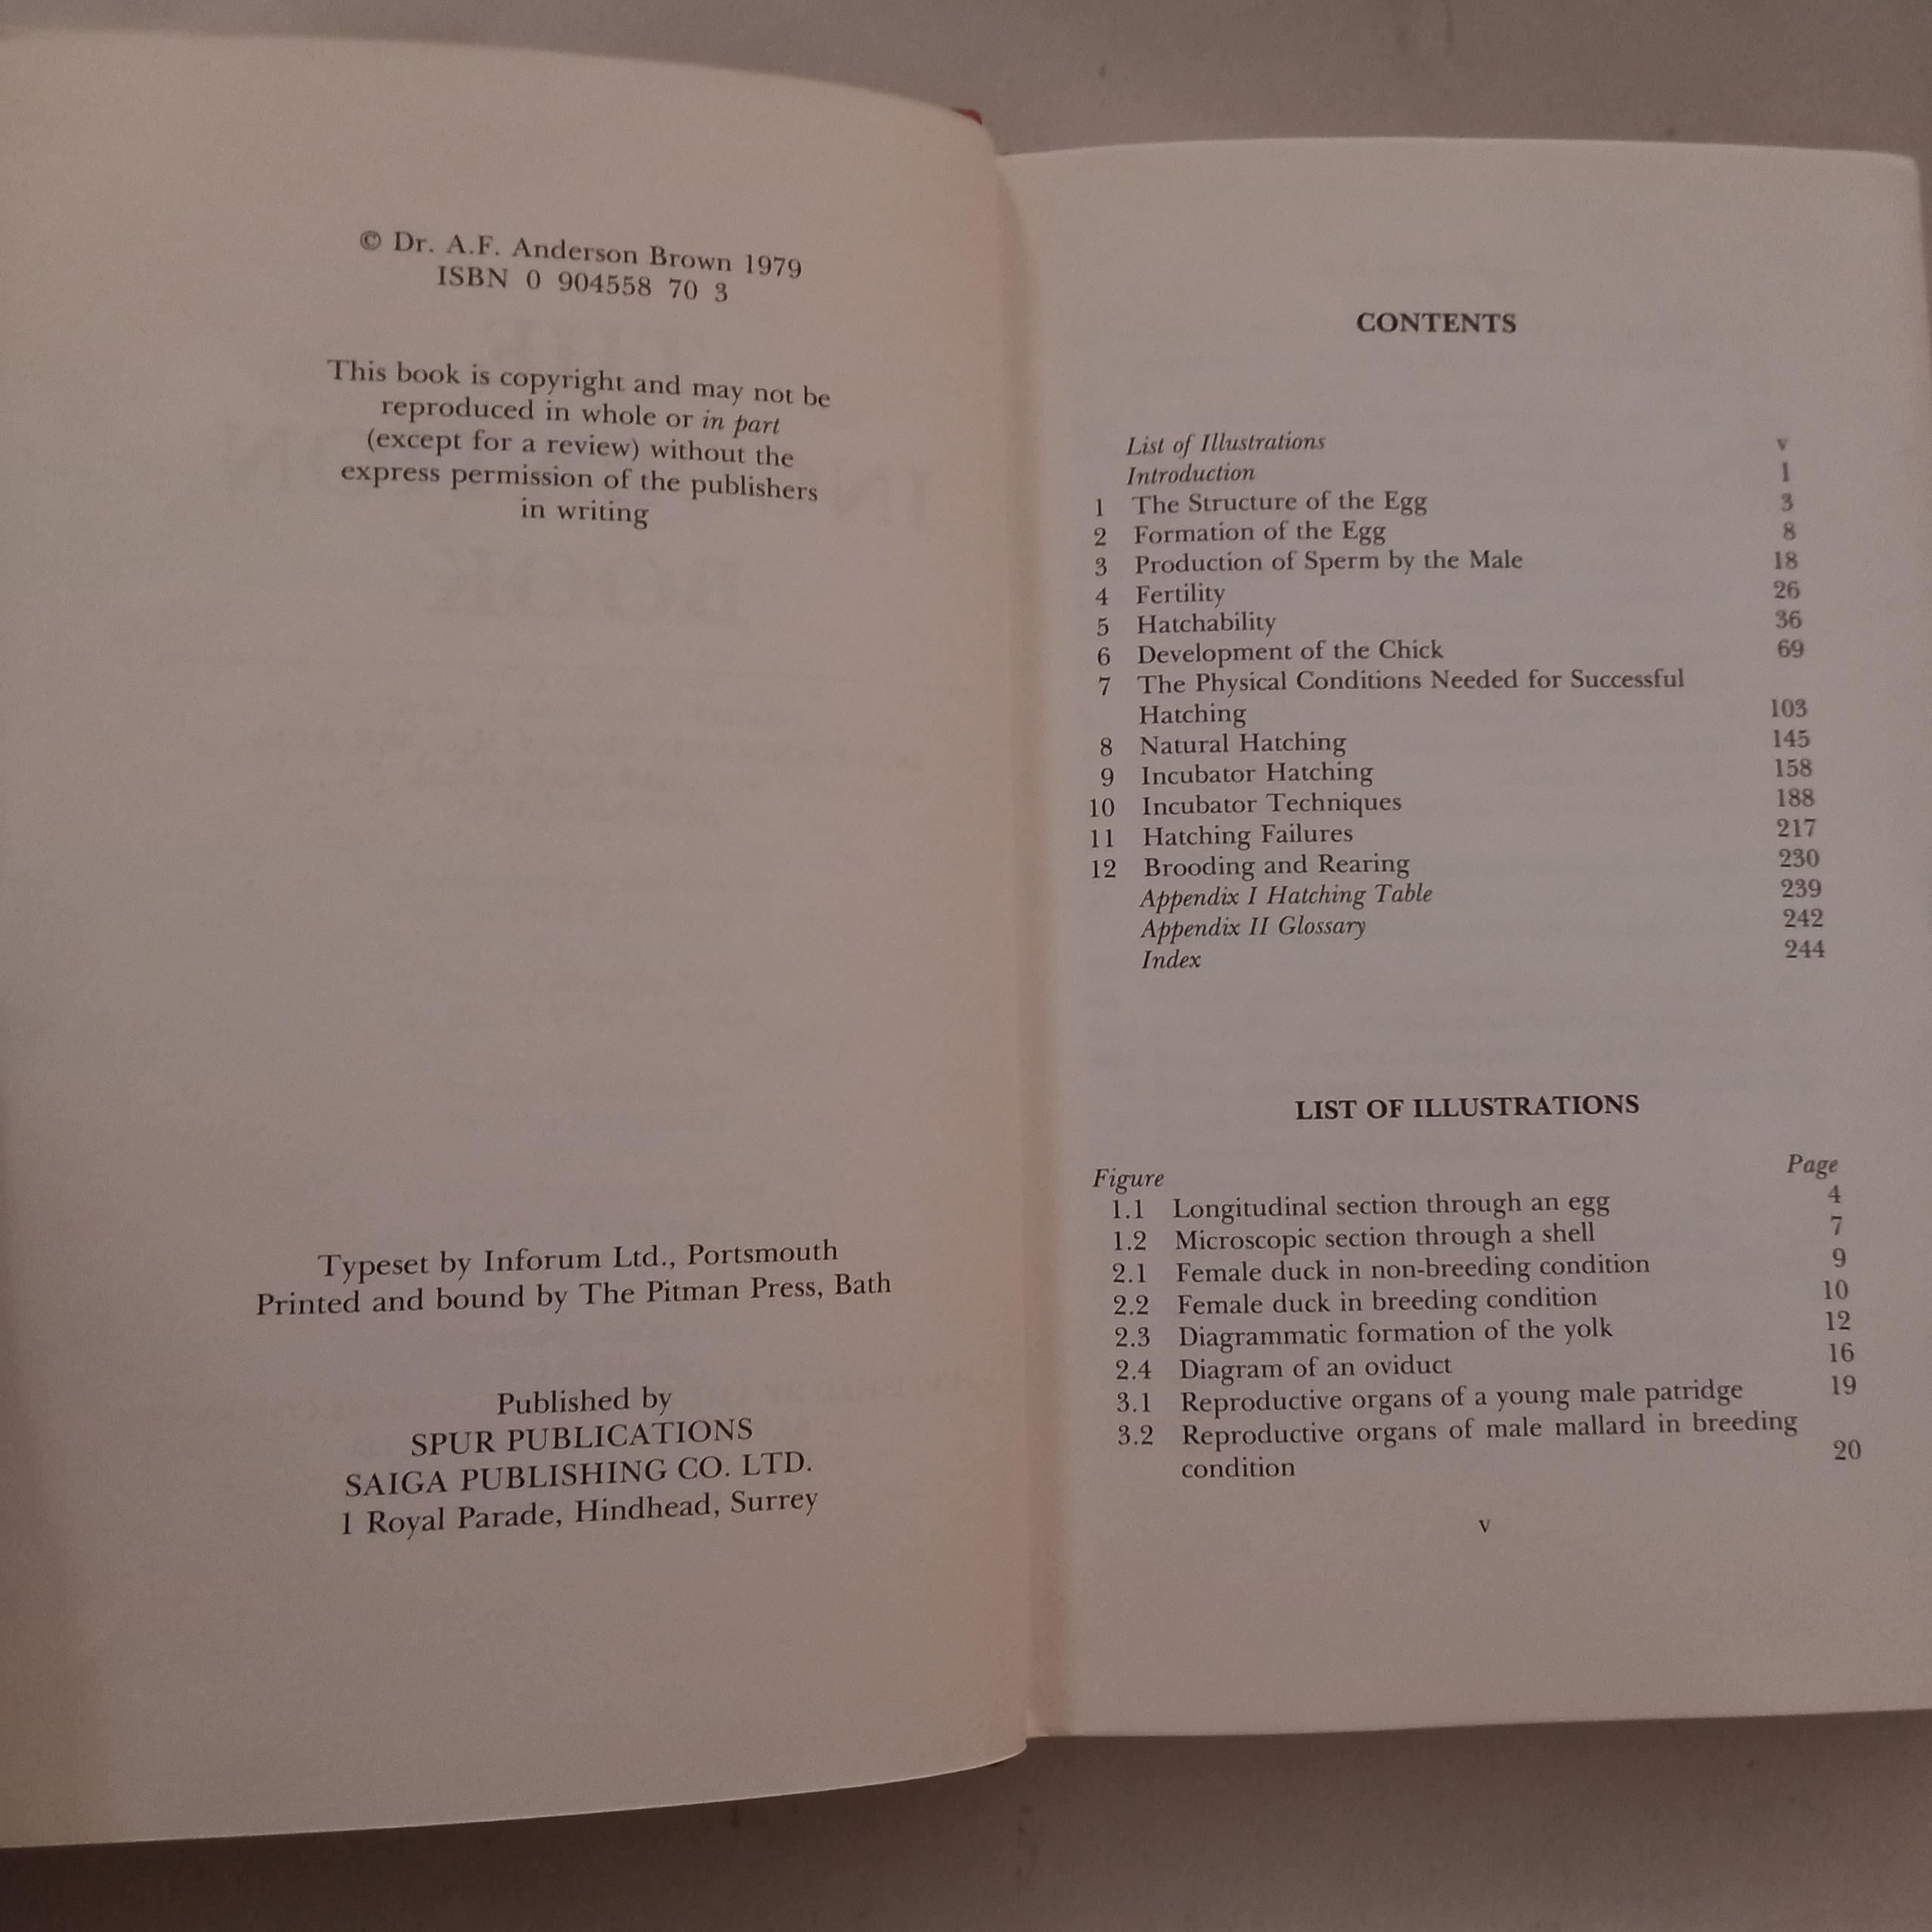 © Dr. A.F. Anderson Brown 1979
ISBN 0 904558 70 3
This book is copyright and may not be
reproduced in whole or in part
(except for a review) without the
express permission of the publishers
in writing
Typeset by Inforum Ltd., Portsmouth
Printed and bound by The Pitman Press, Bath
Published by
SPUR PUBLICATIONS
SAIGA PUBLISHING CO. LTD.
1 Royal Parade, Hindhead, Surrey
CONTENTS
List of Illustrations v
Introduction 1
1 The Structure of the Egg 3
2 Formation of the Egg 8
3 Production of Sperm by the Male 18
4 Fertility 26
5 Hatchability 36
6 Development of the Chick 69
7 The Physical Conditions Needed for Successful
Hatching 103
8 Natural Hatching 145
9 Incubator Hatching 158
10 Incubator Techniques 188
11 Hatching Failures 217
12 Brooding and Rearing 230
Appendix I Hatching Table 239
Appendix II Glossary 242
Index 244
LIST OF ILLUSTRATIONS
Figure Page
1.1 Longitudinal section through an egg 4
1.2 Microscopic section through a shell 7
2.1 Female duck in non-breeding condition 9
2.2 Female duck in breeding condition 10
2.3 Diagrammatic formation of the yolk 12
2.4 Diagram of an oviduct 16
3.1 Reproductive organs of a young male patridge 19
3.2 Reproductive organs of male mallard in breeding
condition 20
v